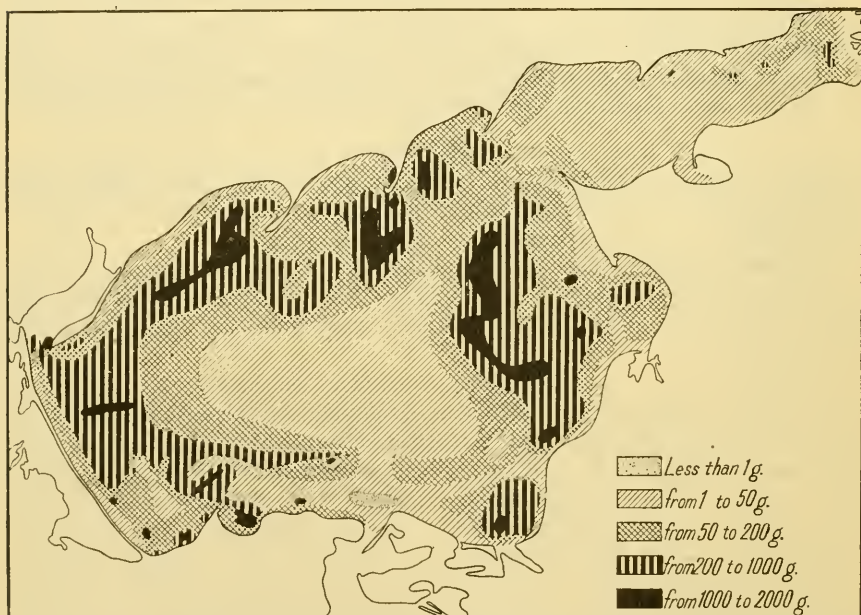 Less than 1g.
from 1 to 50g.
from 50 to 200g.
from 200 to 1000 g.
from 1000 to 2000 g.